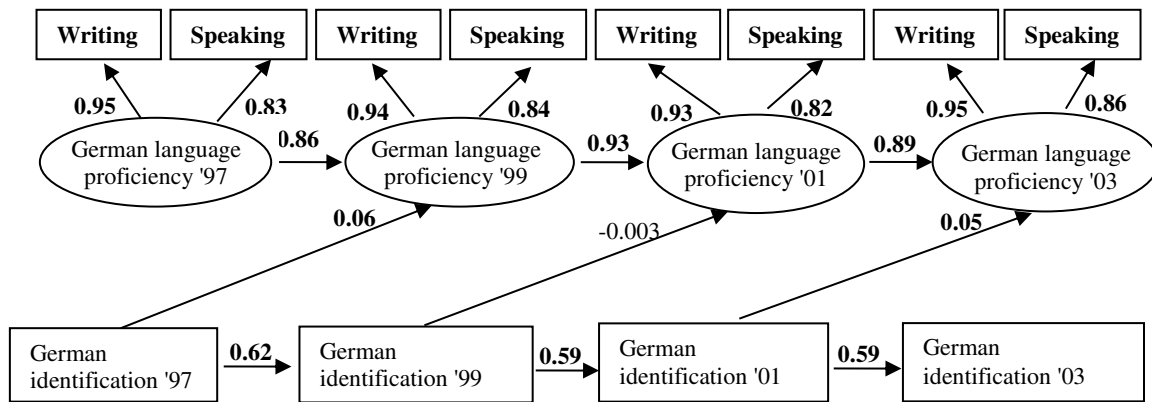 Writing Speaking Writing Speaking Writing Speaking Writing Speaking
0.95 0.83 0.94 0.84 0.93 0.82 0.95 0.86
German language
proficiency '97
0.86
German language
proficiency '99
0.93
German language
proficiency '01
0.89
German language
proficiency '03
0.06 -0.003 0.05
German
identification '97
0.62
German
identification '99
0.59
German
identification '01
0.59
German
identification '03